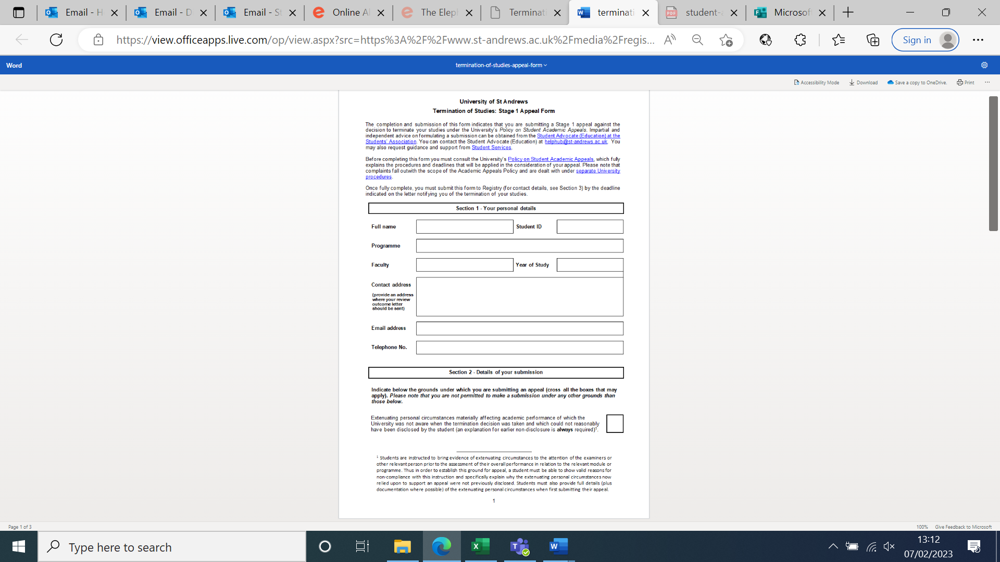 Email - H
Email - D
Email - St
Online Al
The Elep
Terminati
terminati
student-a
Microsof
https://view.officeapps.live.com/op/view.aspx?src=https%3A%2F%2Fwww.st-andrews.ac.uk%2Fmedia%2Fregis...
Sign in
Word
termination-of-studies-appeal-form
Accessibility Mode
Download
Save a copy to OneDrive.
Print
University of St Andrews
Termination of Studies: Stage 1 Appeal Form
The completion and submission of this form indicates that you are submitting a Stage 1 appeal against the
decision to terminate your studies under the University's Policy on Student Academic Appeals. Impartial and
independent advice on formulating a submission can be obtained from the Student Advocate (Education) at the
Students' Association. You can contact the Student Advocate (Education) at helphub@st-andrews.ac.uk. You
may also request guidance and support from Student Services.
Before completing this form you must consult the University's Policy on Student Academic Appeals, which fully
explains the procedures and deadlines that will be applied in the consideration of your appeal. Please note that
complaints fall outwith the scope of the Academic Appeals Policy and are dealt with under separate University
procedures.
Once fully complete, you must submit this form to Registry (for contact details, see Section 3) by the deadline
indicated on the letter notifying you of the termination of your studies.
Section 1 - Your personal details
Full name
Student ID
Programme
Faculty
Year of Study
Contact address
(provide an address
where your review
outcome letter
should be sent)
Email address
Telephone No.
Section 2 - Details of your submission
Indicate below the grounds under which you are submitting an appeal (cross all the boxes that may
apply). Please note that you are not permitted to make a submission under any other grounds than
those below.
Extenuating personal circumstances materially affecting academic performance of which the
University was not aware when the termination decision was taken and which could not reasonably
have been disclosed by the student (an explanation for earlier non-disclosure is always required)¹.
¹ Students are instructed to bring evidence of extenuating circumstances to the attention of the examiners or
other relevant person prior to the assessment of their overall performance in relation to the relevant module or
programme. Thus in order to establish this ground for appeal, a student must be able to show valid reasons for
non-compliance with this instruction and specifically explain why the extenuating personal circumstances now
relied upon to support an appeal were not previously disclosed. Students must also provide full details (plus
documentation where possible) of the extenuating personal circumstances when first submitting their appeal.
1
Page 1 of 3
100%
Give Feedback to Microsoft
Type here to search
13:12
07/02/2023